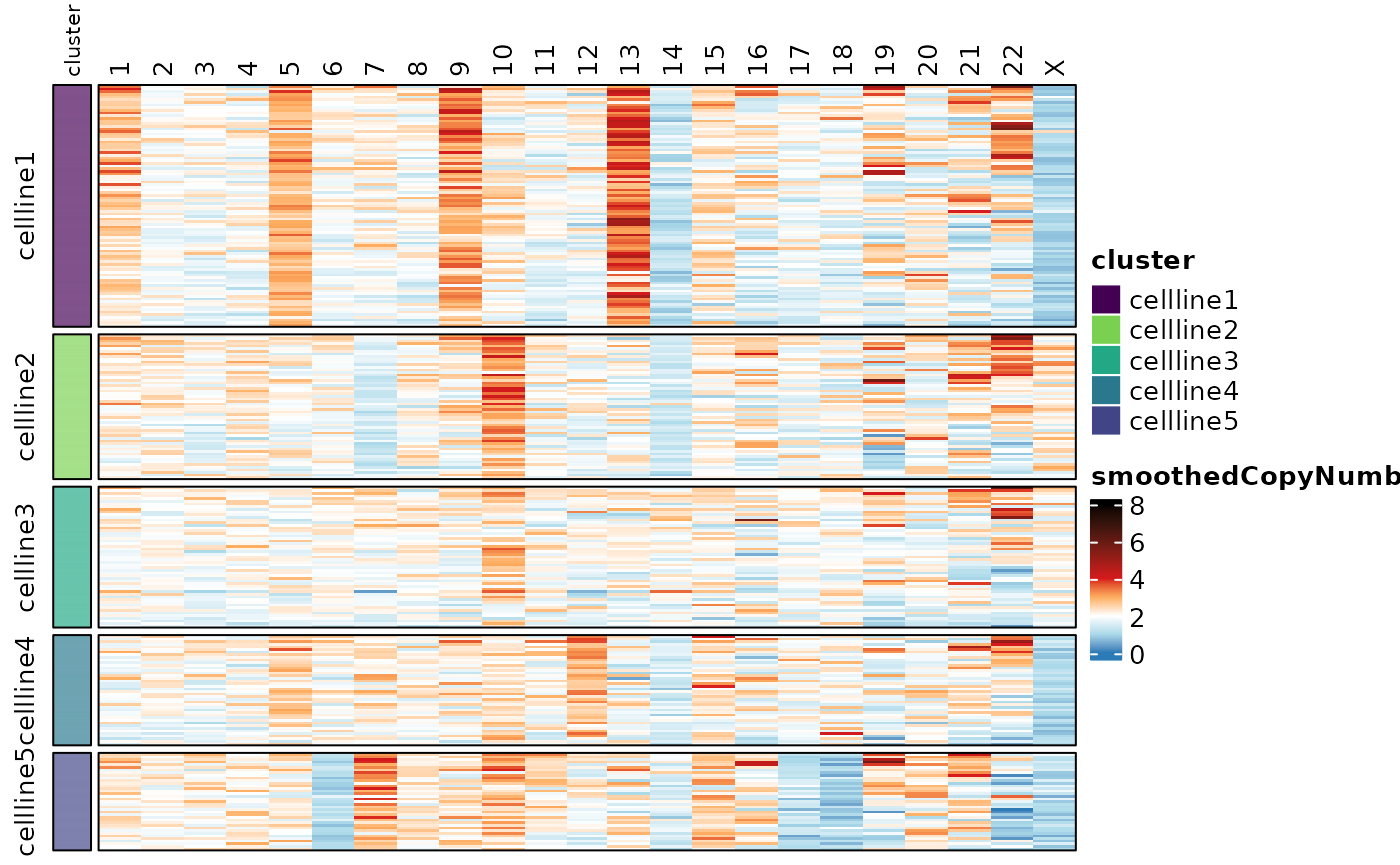 cluster 1 2 3 4 5 6 7 8 9 10 11 12 13 14 15 16 17 18 19 20 21 22 X
cellline1
cellline2
cellline3
cellline4
cellline5
cluster
cellline1
cellline2
cellline3
cellline4
cellline5
smoothedCopyNumb
8
6
4
2
0